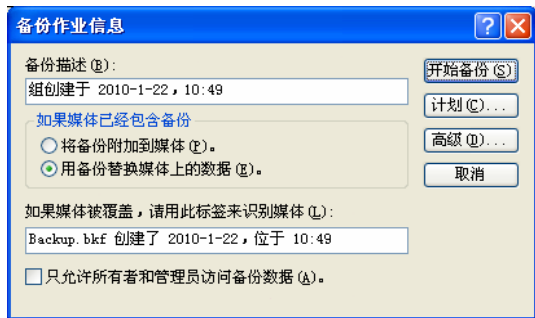 备份作业信息
备份描述(B):
组创建于 2010-1-22，10:49
如果媒体已经包含备份
将备份附加到媒体(P)。
用备份替换媒体上的数据(R)。
如果媒体被覆盖，请用此标签来识别媒体(L):
Backup.bkf 创建了 2010-1-22，位于 10:49
只允许所有者和管理员访问备份数据(A)。
开始备份(S)
计划(C)...
高级(D)...
取消